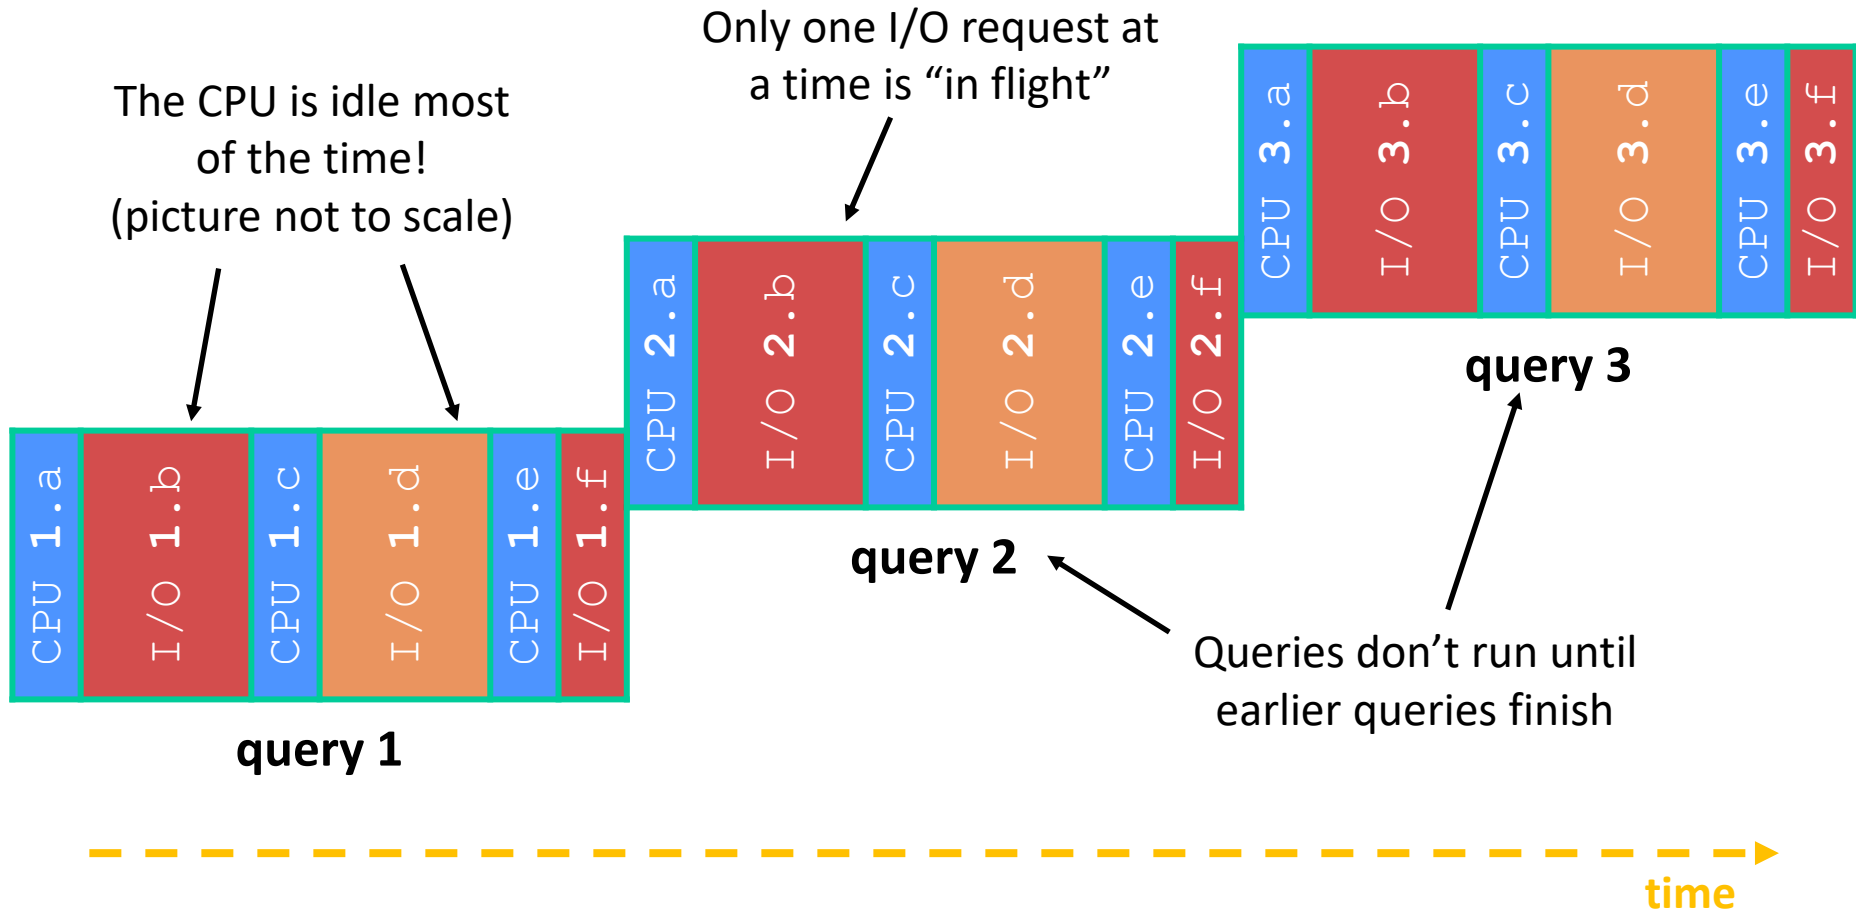 Only one I/O request at
a time is “in flight”
The CPU is idle most
of the time!
(picture not to scale)
CPU 1.a
I/O 1.b
CPU 1.c
I/O 1.d
CPU 1.e
I/O 1.f
query 1
CPU 2.a
I/O 2.b
CPU 2.c
I/O 2.d
CPU 2.e
I/O 2.f
query 2
CPU 3.a
I/O 3.b
CPU 3.c
I/O 3.d
CPU 3.e
I/O 3.f
query 3
Queries don’t run until
earlier queries finish
time